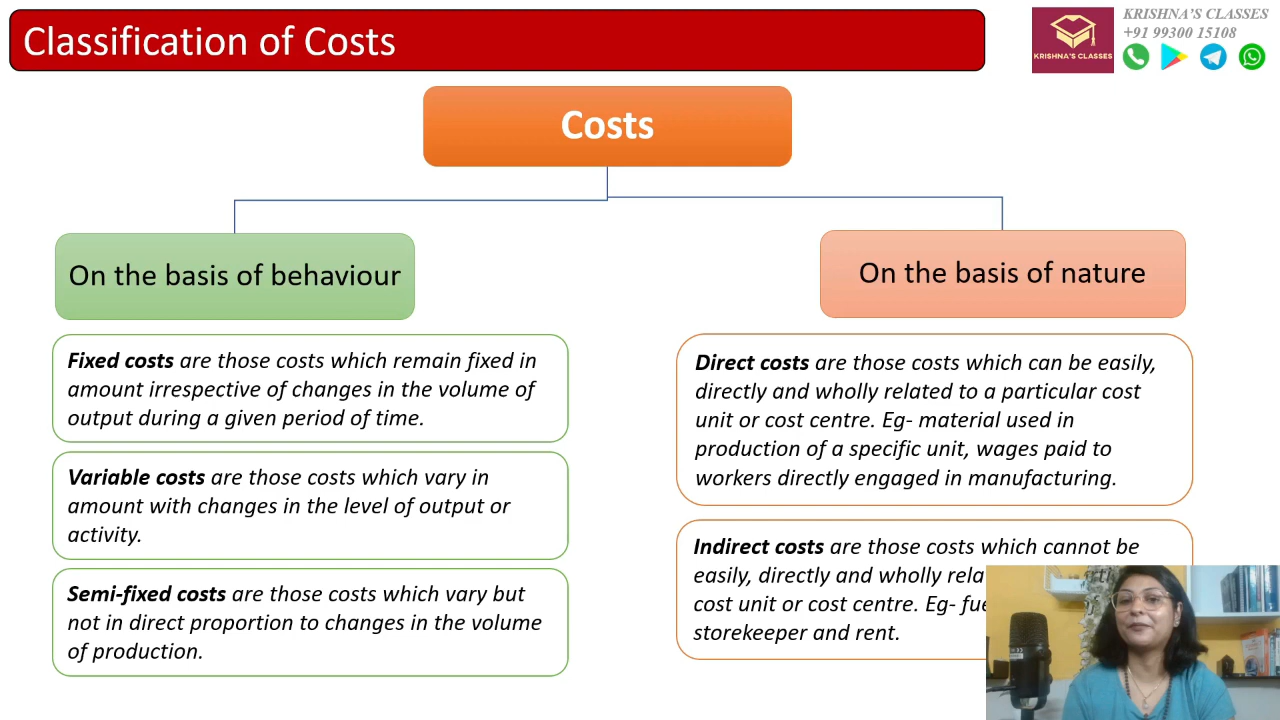 Classification of Costs
KRISHNA'S CLASSES
KRISHNA'S CLASSES
+91 99300 15108
Costs
On the basis of behaviour
Fixed costs are those costs which remain fixed in
amount irrespective of changes in the volume of
output during a given period of time.
Variable costs are those costs which vary in
amount with changes in the level of output or
activity.
Semi-fixed costs are those costs which vary but
not in direct proportion to changes in the volume
of production.
On the basis of nature
Direct costs are those costs which can be easily,
directly and wholly related to a particular cost
unit or cost centre. Eg- material used in
production of a specific unit, wages paid to
workers directly engaged in manufacturing.
Indirect costs are those costs which cannot be
easily, directly and wholly
cost unit or cost centre. Eg-
storekeeper and rent.